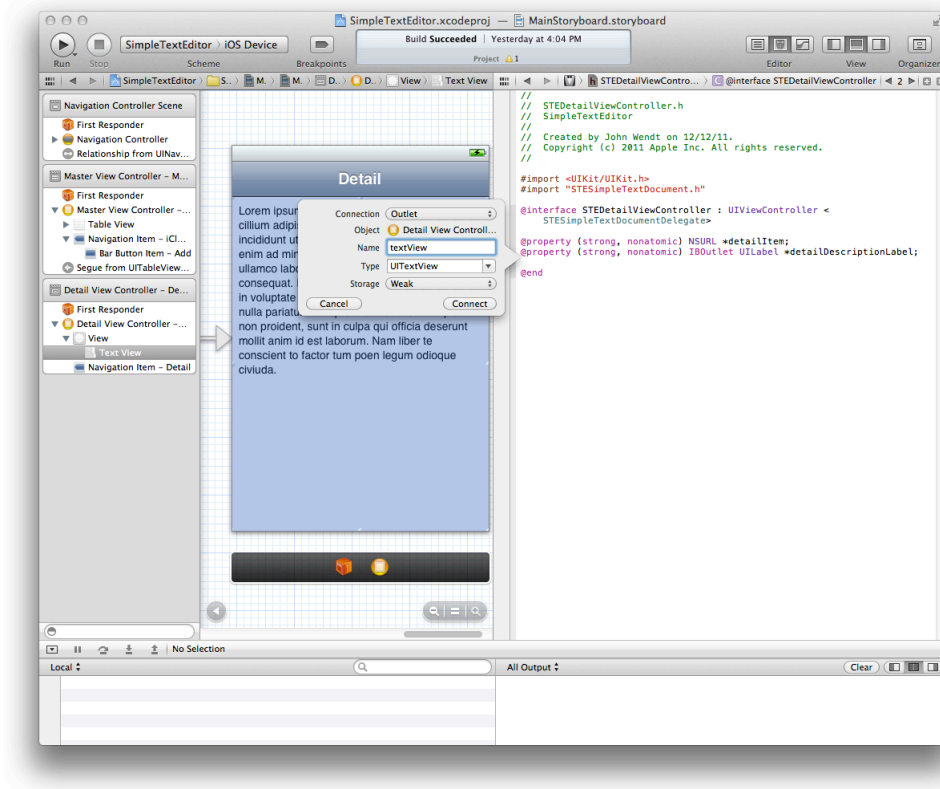 SimpleTextEditor.xcodeproj — MainStoryboard.storyboard
SimpleTextEditor › iOS Device
Build Succeeded | Yesterday at 4:04 PM
Project 1
Run Stop Scheme Breakpoints Editor View Organizer
SimpleTextEditor › S... › M. › M. › D.. › D.. › View › Text View
h STEDetailViewContro... › C @interface STEDetailViewController 2
Navigation Controller Scene
First Responder
Navigation Controller
Relationship from UINav...
Master View Controller – M...
First Responder
Master View Controller –...
Table View
Navigation Item – iCl...
Bar Button Item – Add
Segue from UITableView...
Detail View Controller – De...
First Responder
Detail View Controller –...
View
Text View
Navigation Item – Detail
Detail
Lorem ipsur
cillium adipi
incididunt ut
enim ad mir
ullamco labo
consequat.
in voluptate
nulla pariatu
non proident, sunt in culpa qui officia deserunt
mollit anim id est laborum. Nam liber te
conscient to factor tum poen legum odioque
civiuda.
Connection Outlet
Object Detail View Controll...
Name textView
Type UITextView
Storage Weak
Cancel Connect
//
// STEDetailViewController.h
// SimpleTextEditor
//
// Created by John Wendt on 12/12/11.
// Copyright (c) 2011 Apple Inc. All rights reserved.
//
#import <UIKit/UIKit.h>
#import "STESimpleTextDocument.h"
@interface STEDetailViewController : UIViewController <
STESimpleTextDocumentDelegate>
@property (strong, nonatomic) NSURL *detailItem;
@property (strong, nonatomic) IBOutlet UILabel *detailDescriptionLabel;
@end
No Selection
Local
All Output
Clear